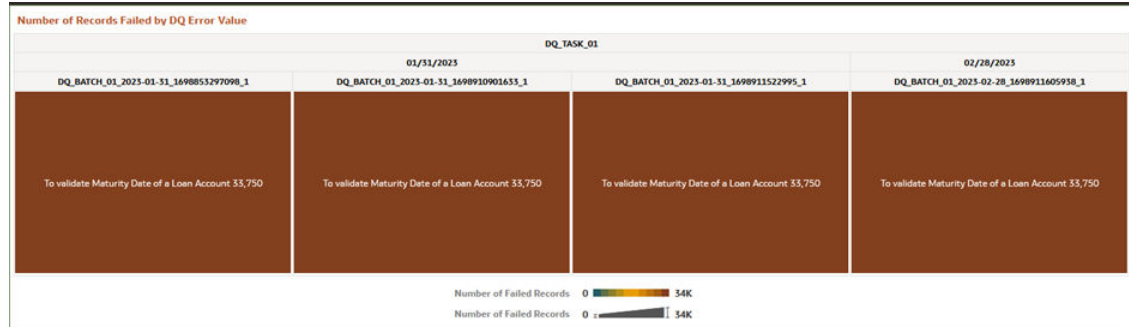 Number of Records Failed by DQ Error Value
DQ_TASK_01
01/31/2023 02/28/2023
DQ_BATCH_01_2023-01-31_1698853297098_1 DQ_BATCH_01_2023-01-31_1698910901633_1 DQ_BATCH_01_2023-01-31_1698911522995_1 DQ_BATCH_01_2023-02-28_1698911605938_1
To validate Maturity Date of a Loan Account 33,750 To validate Maturity Date of a Loan Account 33,750 To validate Maturity Date of a Loan Account 33,750 To validate Maturity Date of a Loan Account 33,750
Number of Failed Records 0 34K
Number of Failed Records 0 34K